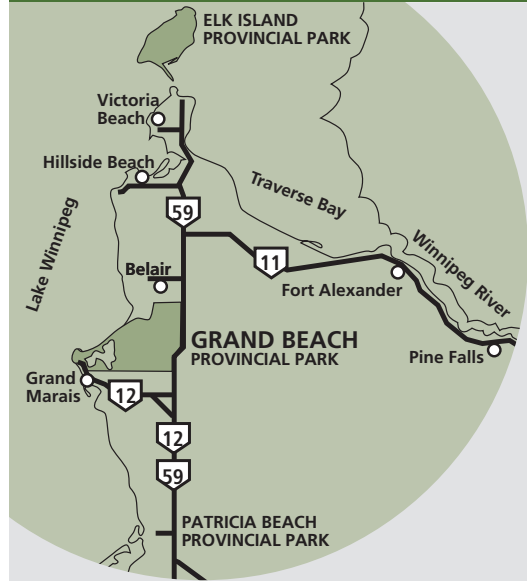 ELK ISLAND
PROVINCIAL PARK
Victoria
Beach
Hillside Beach
Traverse Bay
59
Lake Winnipeg
Winnipeg River
11
Belair
Fort Alexander
GRAND BEACH
PROVINCIAL PARK
Pine Falls
Grand
Marais
12
12
59
PATRICIA BEACH
PROVINCIAL PARK